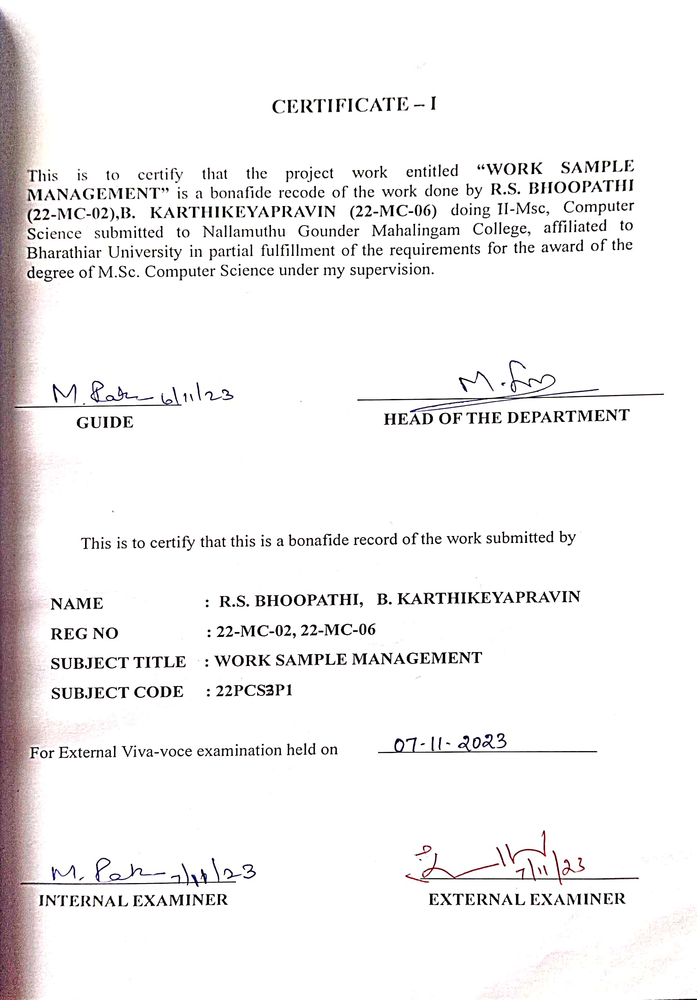 CERTIFICATE – I
This is to certify that the project work entitled “WORK SAMPLE
MANAGEMENT” is a bonafide recode of the work done by R.S. BHOOPATHI
(22-MC-02),B. KARTHIKEYAPRAVIN (22-MC-06) doing II-Msc, Computer
Science submitted to Nallamuthu Gounder Mahalingam College, affiliated to
Bharathiar University in partial fulfillment of the requirements for the award of the
degree of M.Sc. Computer Science under my supervision.
M. 6/11/23
M.
GUIDE
HEAD OF THE DEPARTMENT
This is to certify that this is a bonafide record of the work submitted by
NAME : R.S. BHOOPATHI, B. KARTHIKEYAPRAVIN
REG NO : 22-MC-02, 22-MC-06
SUBJECT TITLE : WORK SAMPLE MANAGEMENT
SUBJECT CODE : 22PCS3P1
For External Viva-voce examination held on 07-11-2023
M. 7/11/23
7/11/23
INTERNAL EXAMINER
EXTERNAL EXAMINER